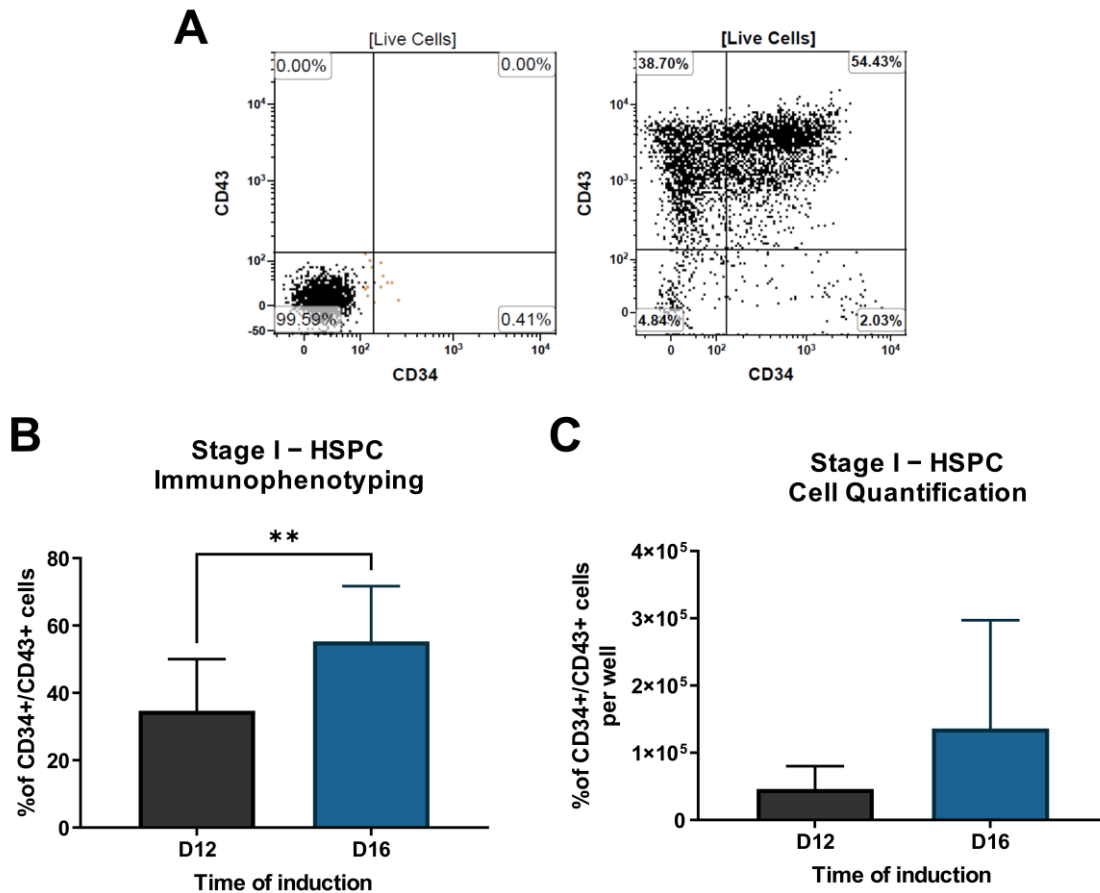 A
[Live Cells]
0.00%
0.00%
10⁴
10³
10²
0
-50
CD43
99.59%
0.41%
0
10²
10³
10⁴
CD34
[Live Cells]
38.70%
54.43%
10⁴
10³
10²
0
CD43
4.84%
2.03%
0
10²
10³
10⁴
CD34
B
Stage I – HSPC
Immunophenotyping
**
80
60
40
20
0
%of CD34+/CD43+ cells
D12
D16
Time of induction
C
Stage I – HSPC
Cell Quantification
4×10⁵
3×10⁵
2×10⁵
1×10⁵
0
%of CD34+/CD43+ cells
per well
D12
D16
Time of induction